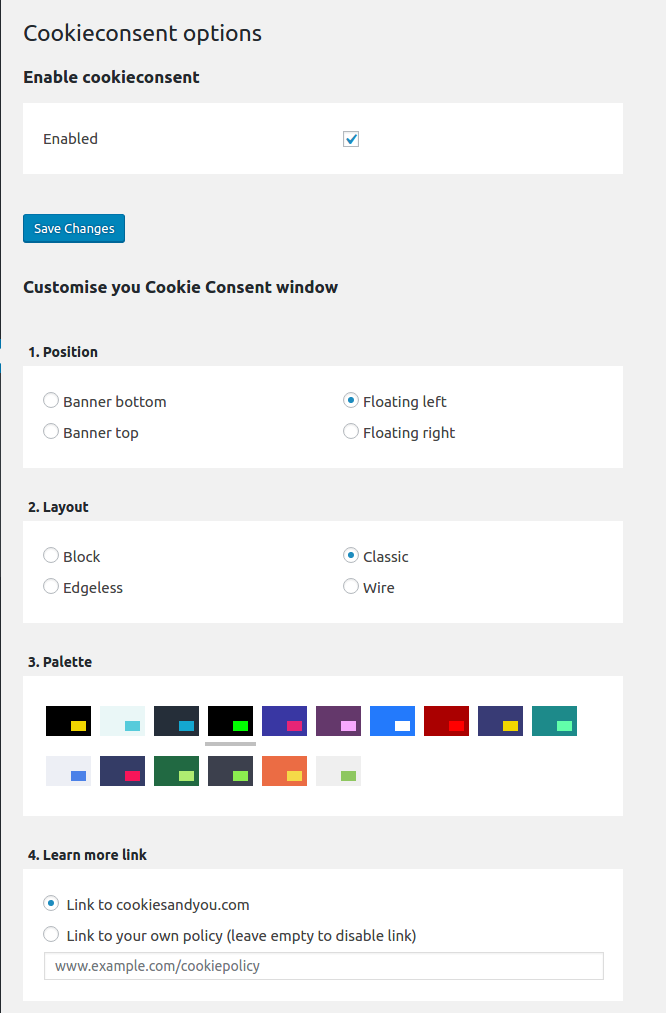 Cookieconsent options
Enable cookieconsent
Enabled
Save Changes
Customise you Cookie Consent window
1. Position
Banner bottom
Floating left
Banner top
Floating right
2. Layout
Block
Classic
Edgeless
Wire
3. Palette
4. Learn more link
Link to cookiesandyou.com
Link to your own policy (leave empty to disable link)
www.example.com/cookiepolicy